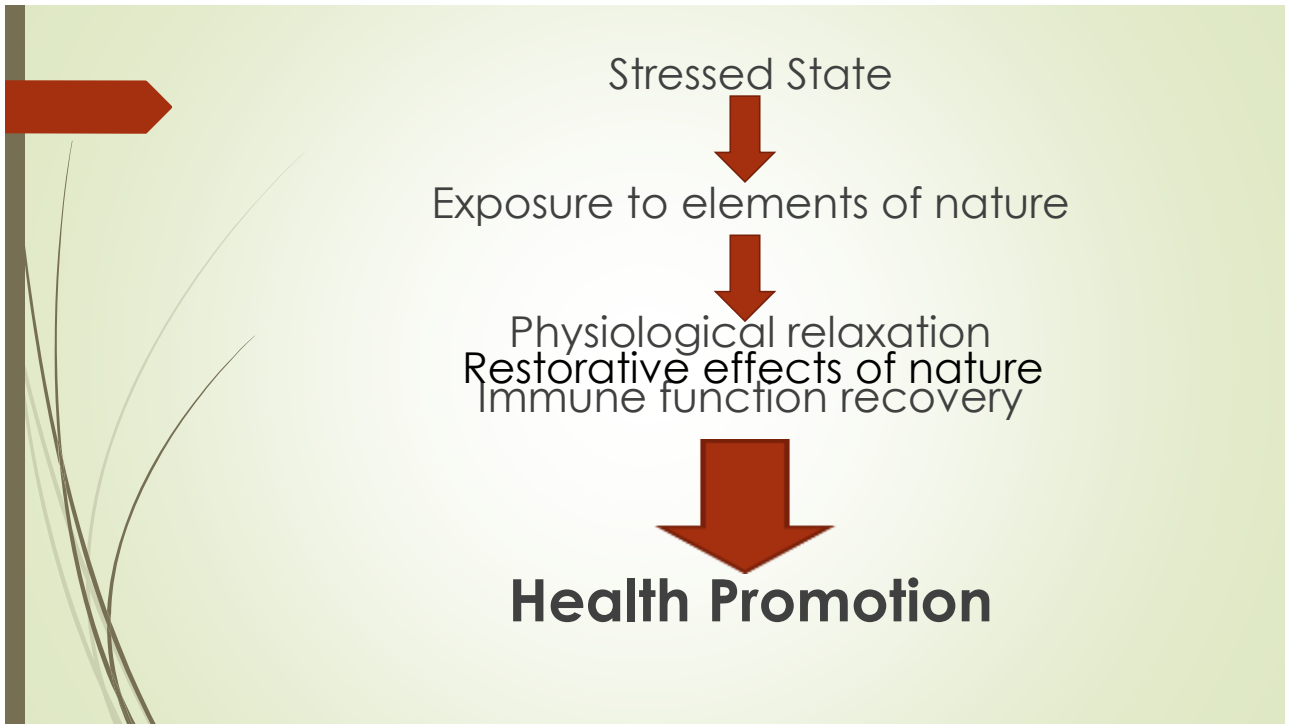 Stressed State
Exposure to elements of nature
Physiological relaxation
Restorative effects of nature
Immune function recovery
Health Promotion